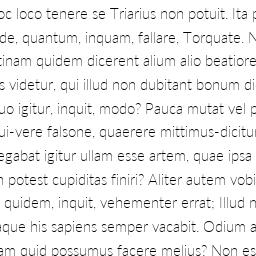 oc loco tenere se Triarius non potuit. Ita p
de, quantum, inquam, fallare, Torquate. N
tinam quidem dicerent alium alio beatiore
s videtur, qui illud non dubitant bonum di
uo igitur, inquit, modo? Pauca mutat vel p
ui-vere falsone, quaerere mittimus-dicitur
egabat igitur ullam esse artem, quae ipsa
n potest cupiditas finiri? Aliter autem vobi
quidem, inquit, vehementer errat; Illud n
aque his sapiens semper vacabit. Odium a
am quid possumus facere melius? Non es